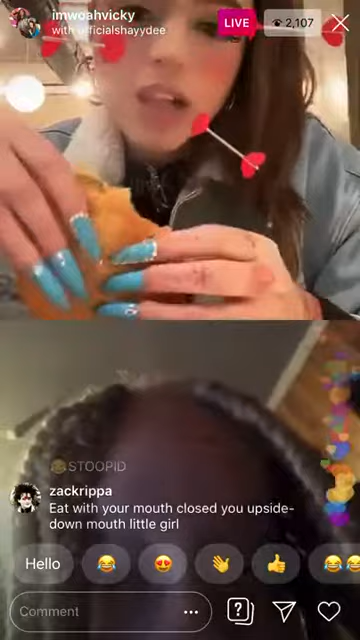 imwoahvicky
with officialshayydee
LIVE
2,107
😂STOOPID
zackrippa
Eat with your mouth closed you upside-
down mouth little girl
Hello
Comment